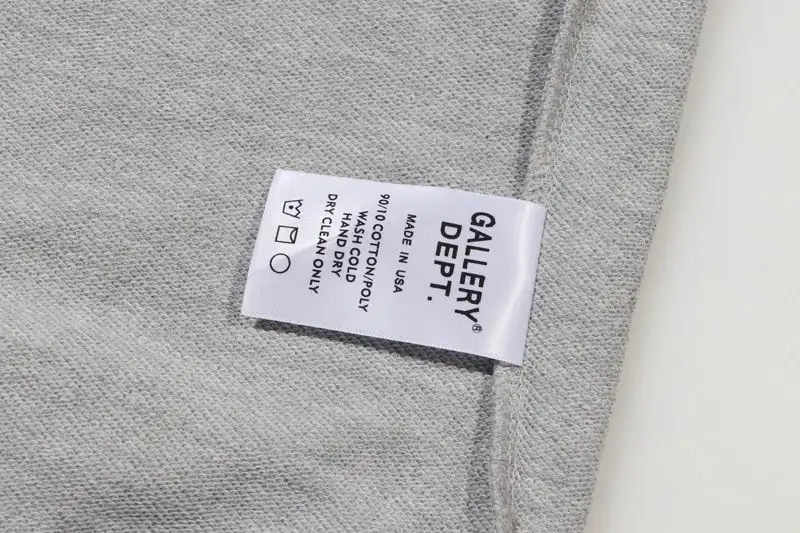 GALLERY
DEPT.®
MADE IN USA
90/10 COTTON/POLY
WASH COLD
HAND DRY
DRY CLEAN ONLY